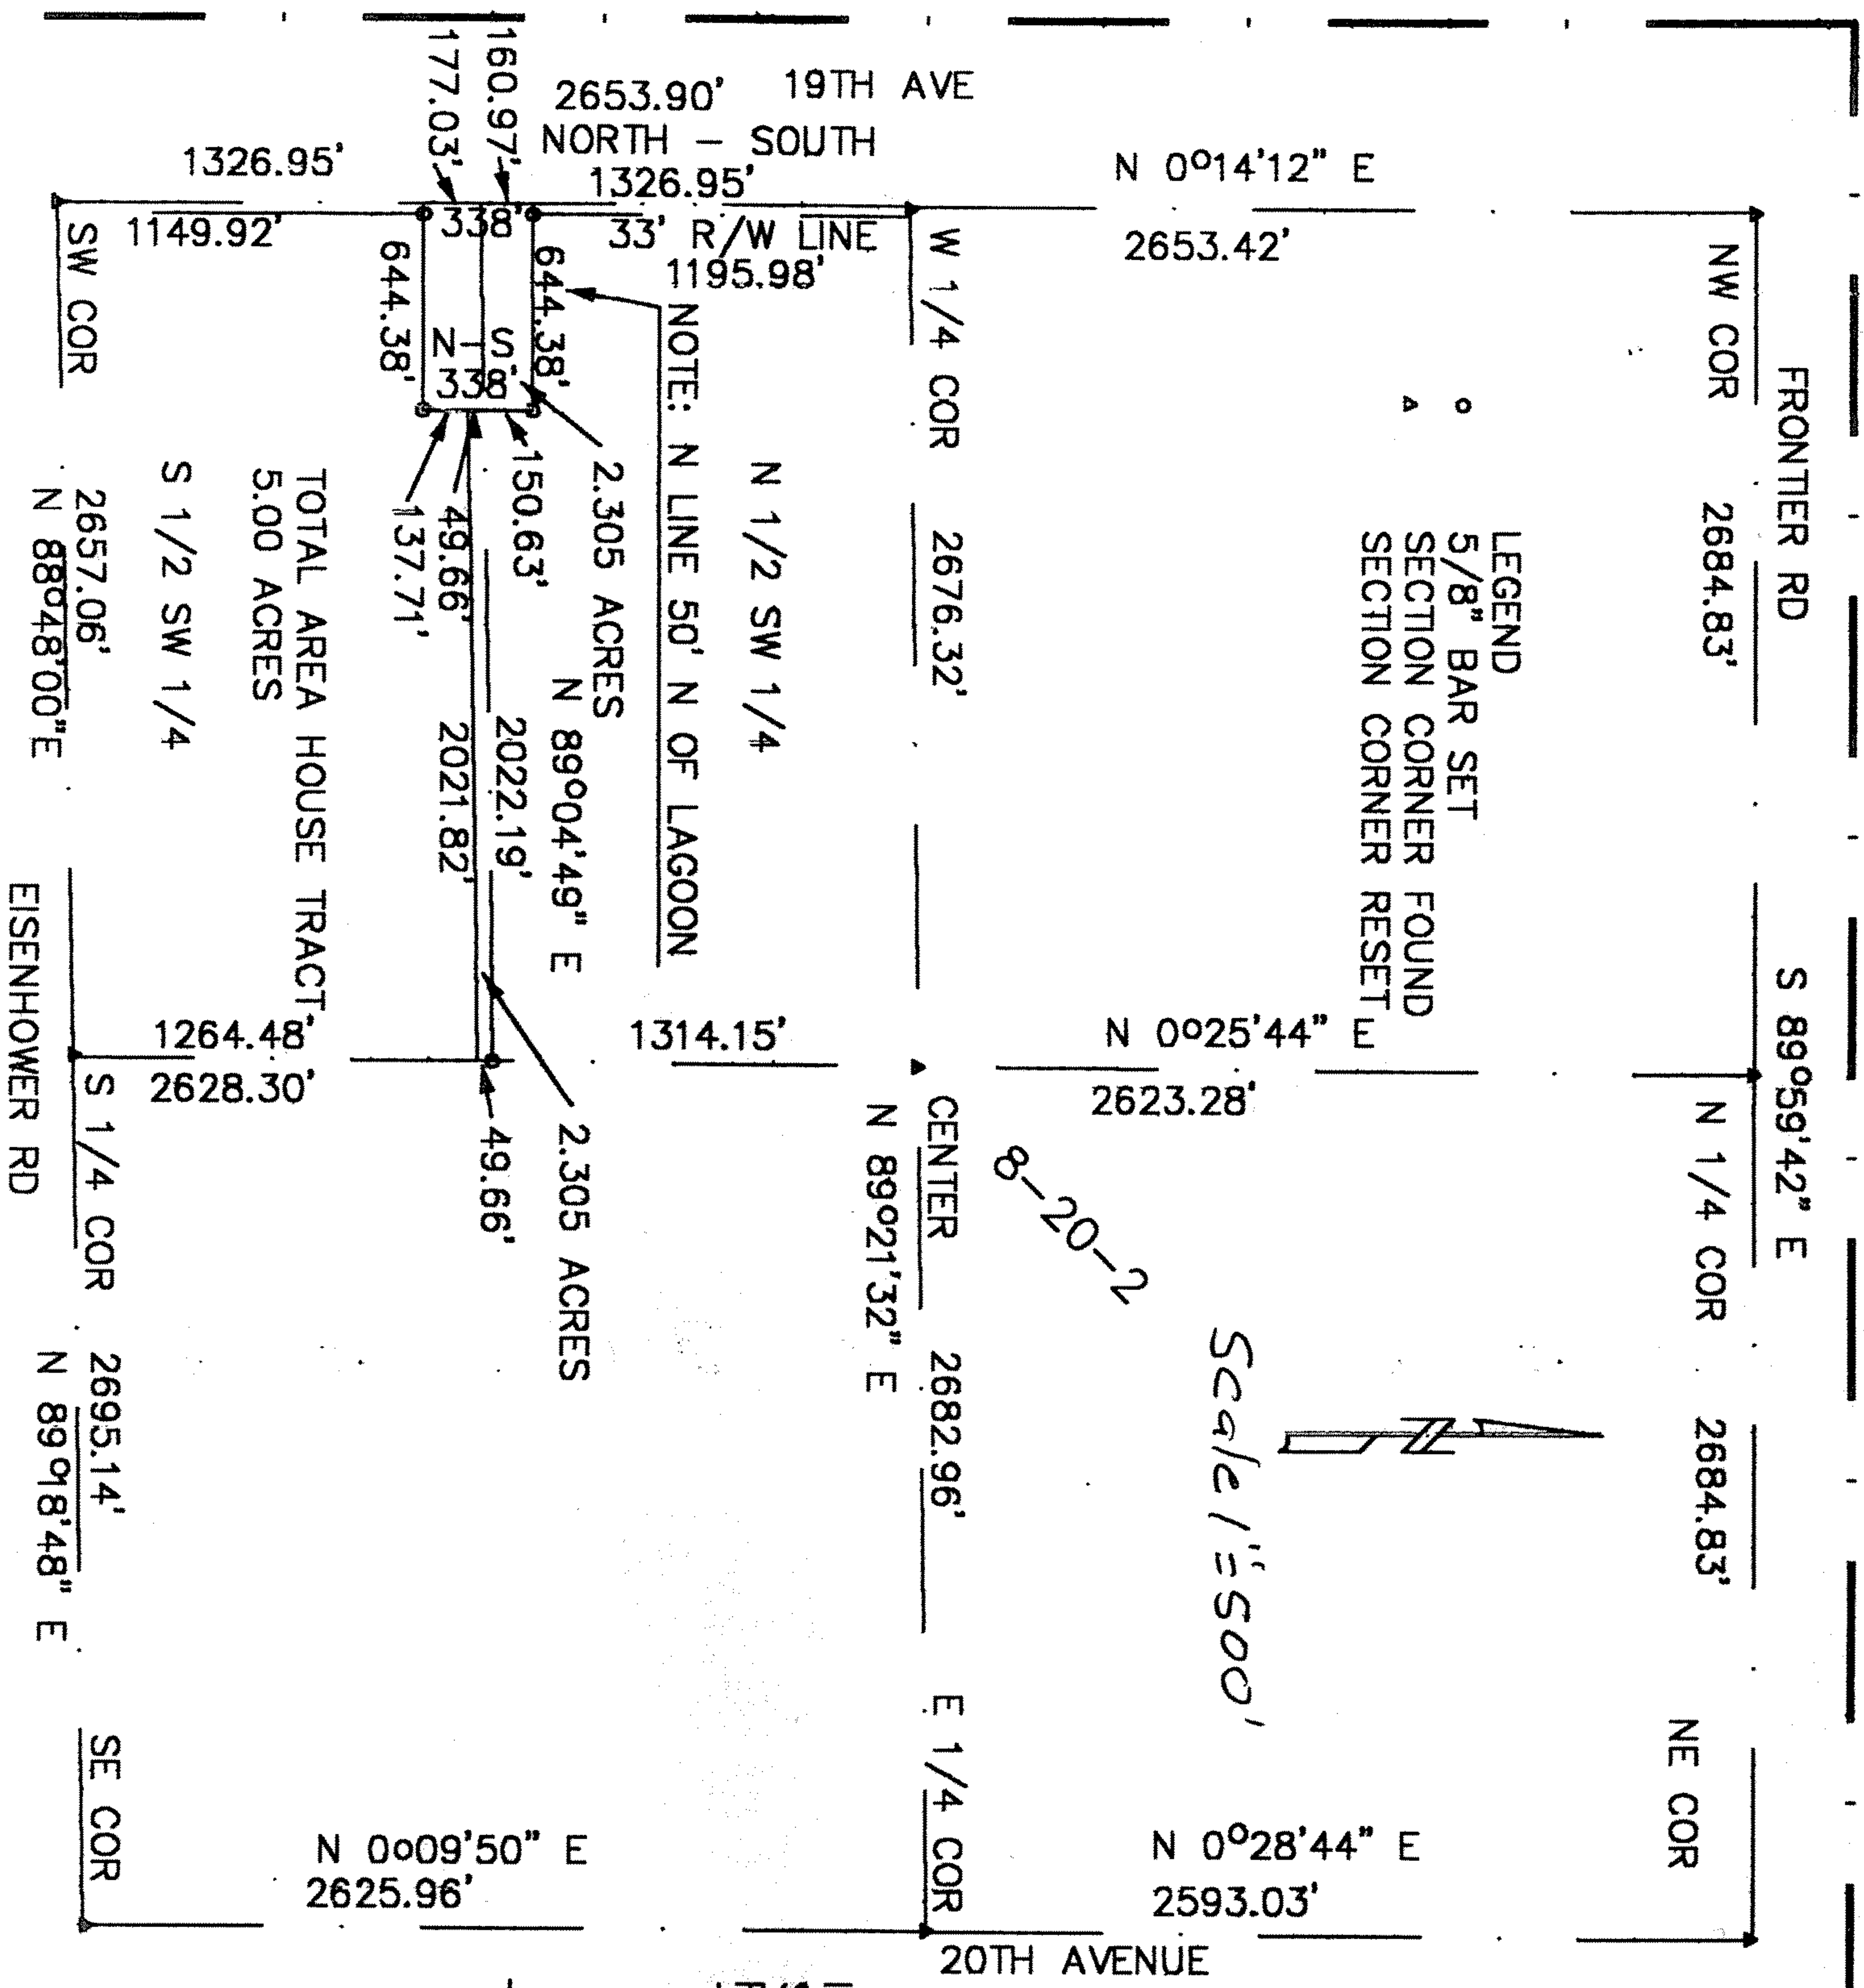 19TH AVE
2653.90'
NORTH – SOUTH
160.97'
177.03'
1326.95'
1326.95'
N 0°14'12" E
1149.92'
338'
33' R/W LINE
1195.98'
2653.42'
SW COR
W 1/4 COR
NW COR
644.38'
644.38'
N
S
338'
NOTE: N LINE 50' N OF LAGOON
FRONTIER RD
2684.83'
LEGEND
5/8" BAR SET
SECTION CORNER FOUND
SECTION CORNER RESET
N 1/2 SW 1/4
2676.32'
2.305 ACRES
150.63'
49.66'
137.71'
N 89°04'49" E
2022.19'
2021.82'
TOTAL AREA HOUSE TRACT
5.00 ACRES
S 1/2 SW 1/4
2657.06'
N 88°48'00"E
EISENHOWER RD
S 89°59'42" E
1264.48'
2628.30'
1314.15'
N 0°25'44" E
2623.28'
S 1/4 COR
49.66'
2.305 ACRES
CENTER
N 89°21'32" E
8-20-2
N 1/4 COR
Scale 1"=500'
N
2684.83'
2682.96'
2695.14'
N 89°18'48" E
SE COR
E 1/4 COR
NE COR
N 0°09'50" E
2625.96'
N 0°28'44" E
2593.03'
20TH AVENUE